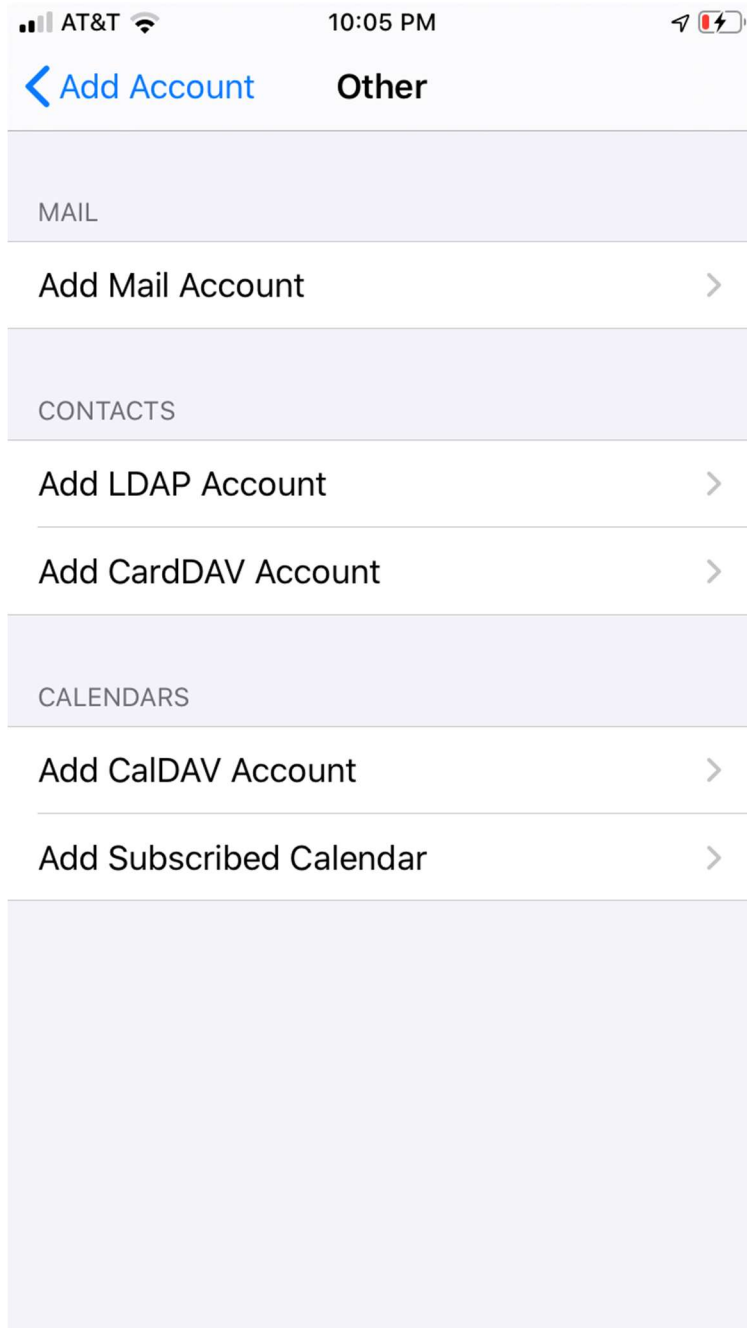 AT&T 10:05 PM
Add Account Other
MAIL
Add Mail Account
CONTACTS
Add LDAP Account
Add CardDAV Account
CALENDARS
Add CalDAV Account
Add Subscribed Calendar